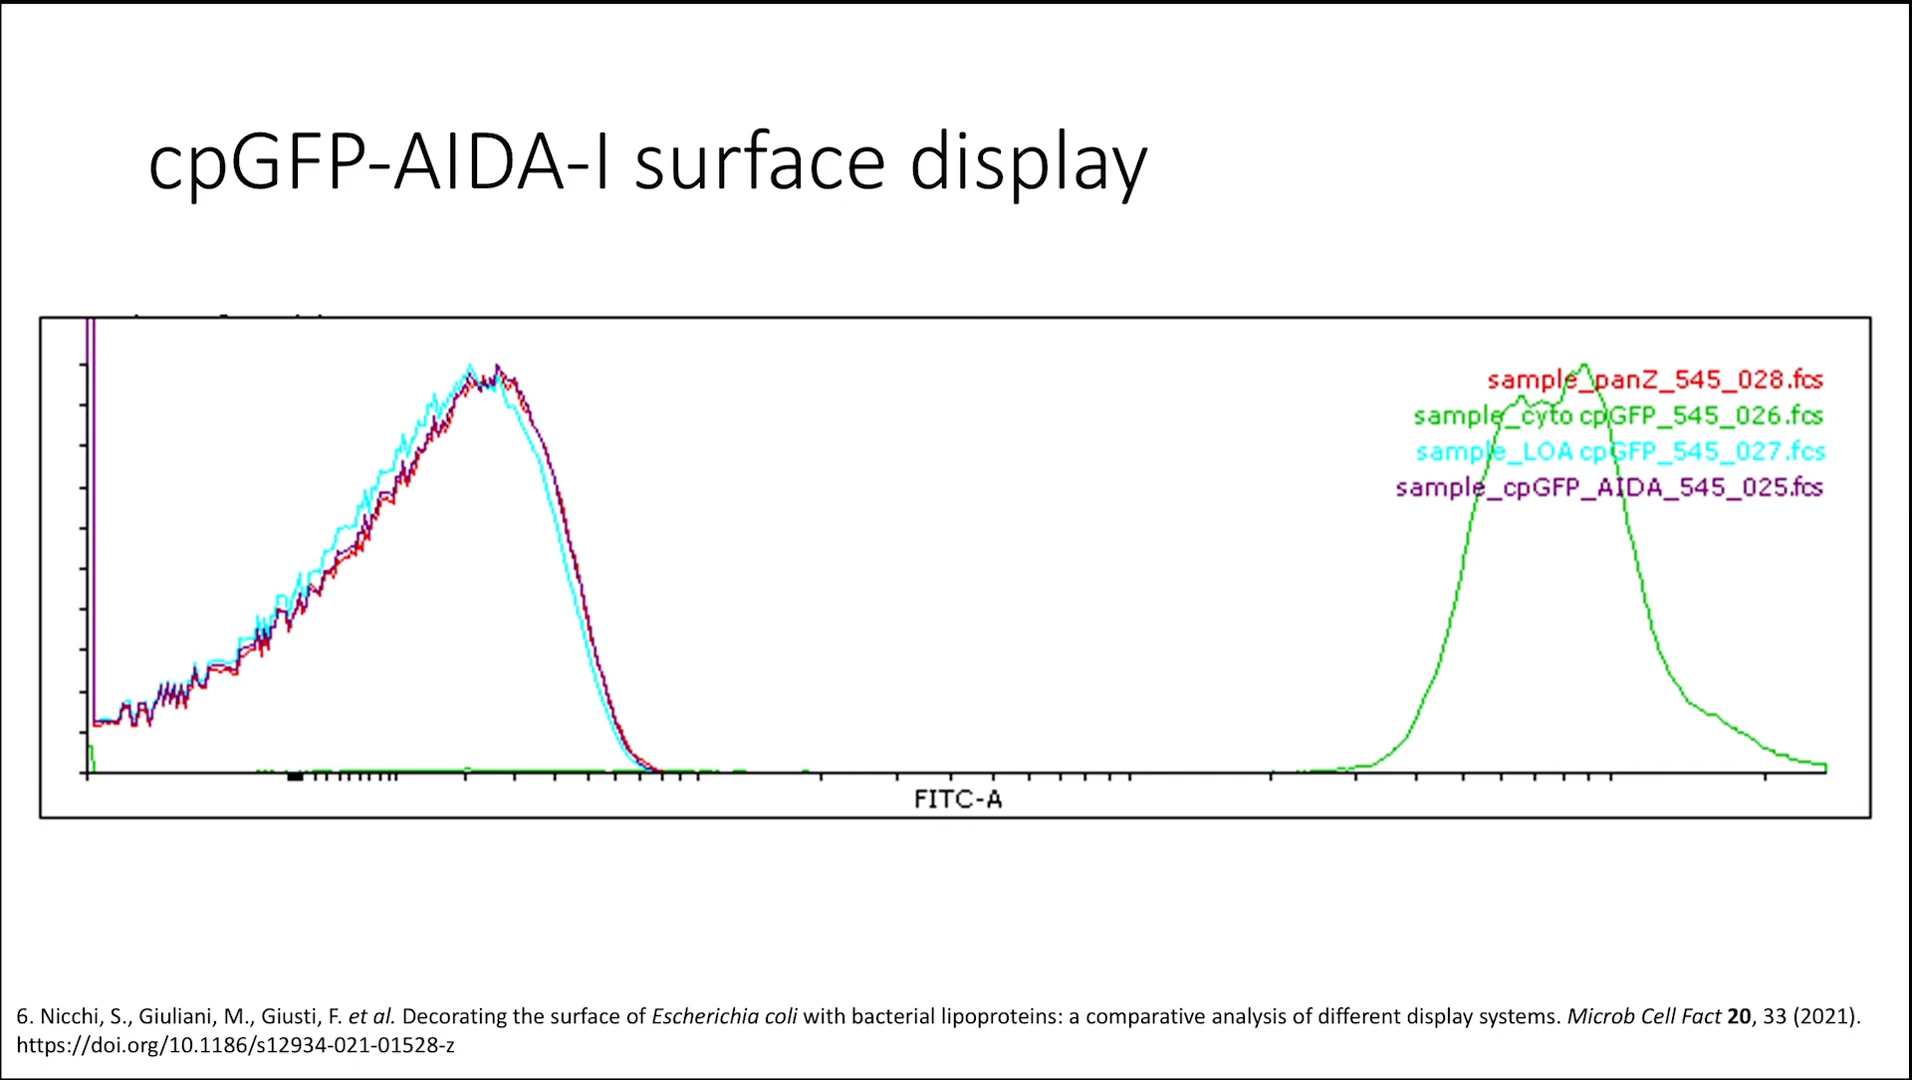 cpGFP-AIDA-I surface display
sample_panZ_545_028.fcs
sample_cyto cpGFP_545_026.fcs
sample_LOA cpGFP_545_027.fcs
sample_cpGFP_AIDA_545_025.fcs
FITC-A
6. Nicchi, S., Giuliani, M., Giusti, F. et al. Decorating the surface of Escherichia coli with bacterial lipoproteins: a comparative analysis of different display systems. Microb Cell Fact 20, 33 (2021).
https://doi.org/10.1186/s12934-021-01528-z